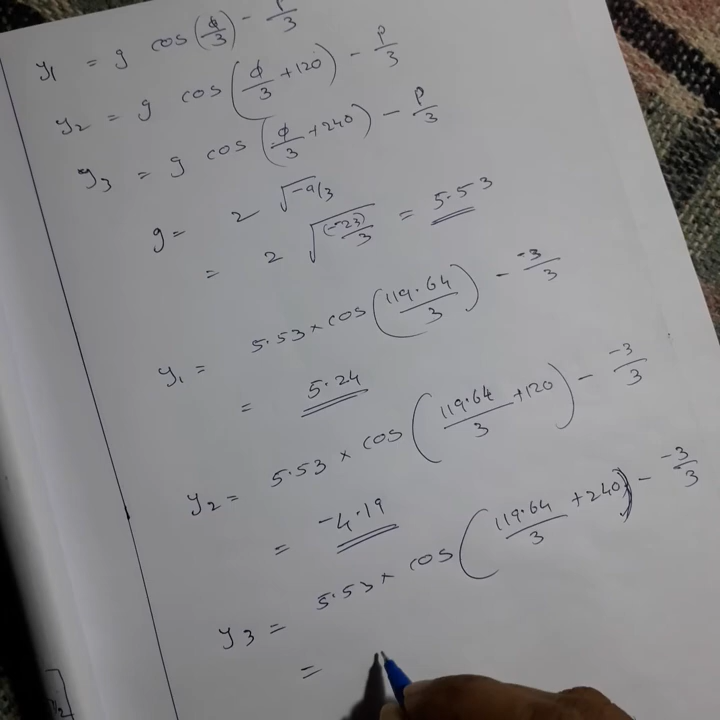 y₁ = g cos(ϕ/3) - P/3
y₂ = g cos(ϕ/3 + 120) - P/3
y₃ = g cos(ϕ/3 + 240) - P/3
g = 2 √-a/3
= 2 √(-23)/3 = 5.53
y₁ = 5.53 × cos(119.64/3) - -3/3
= 5.24
y₂ = 5.53 × cos(119.64/3 + 120) - -3/3
= -4.19
y₃ = 5.53 × cos(119.64/3 + 240) - -3/3
=